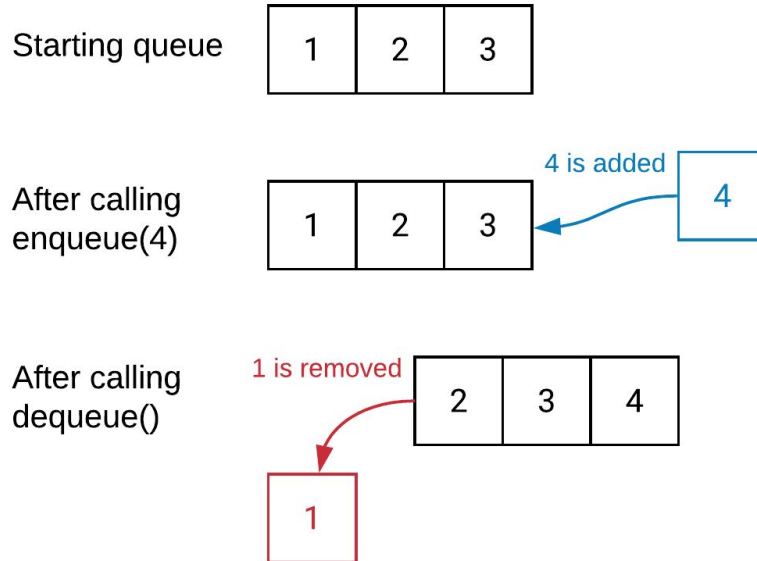 Starting queue
1 2 3
4 is added
4
After calling
enqueue(4)
1 2 3
After calling
dequeue()
1 is removed
2 3 4
1